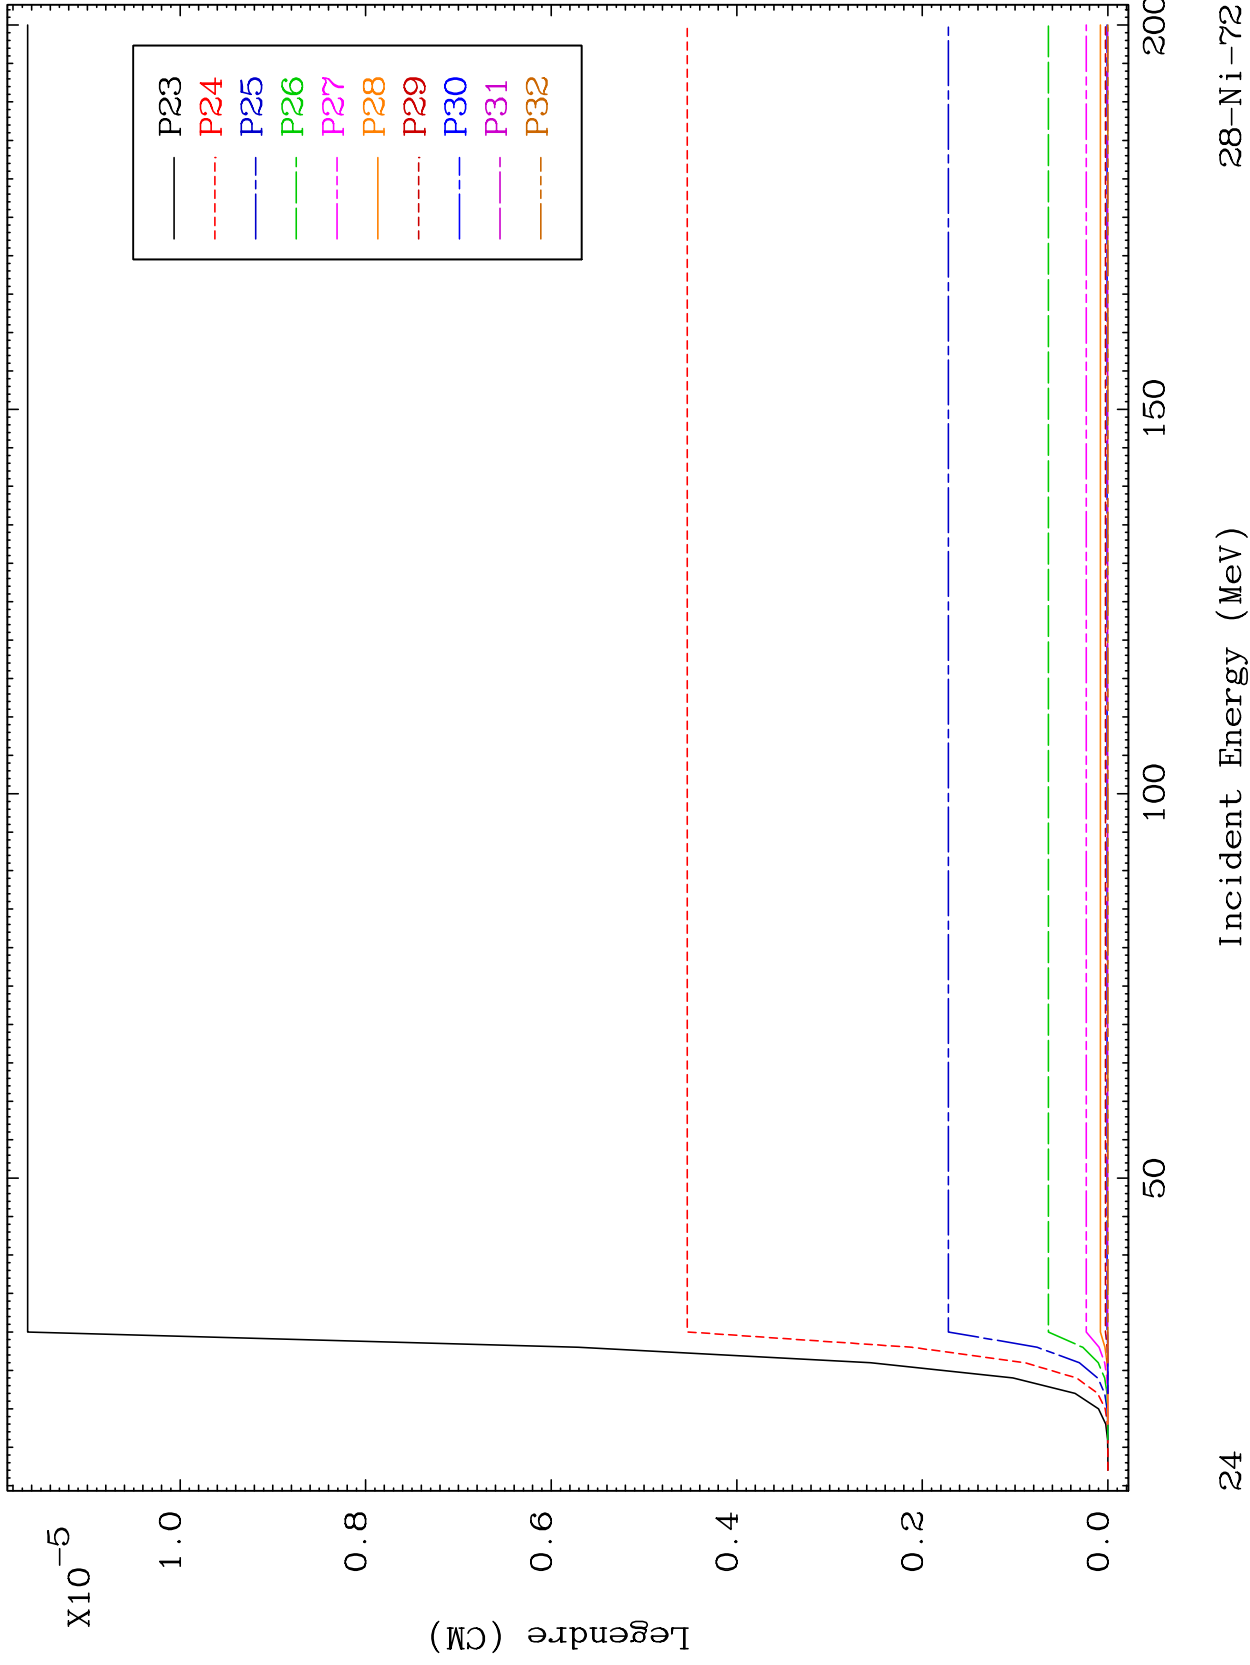 X10⁻⁵
1.0
0.8
0.6
0.4
0.2
0.0
Legendre (CM)
P23
P24
P25
P26
P27
P28
P29
P30
P31
P32
50
100
150
200
Incident Energy (MeV)
24
28-Ni-72